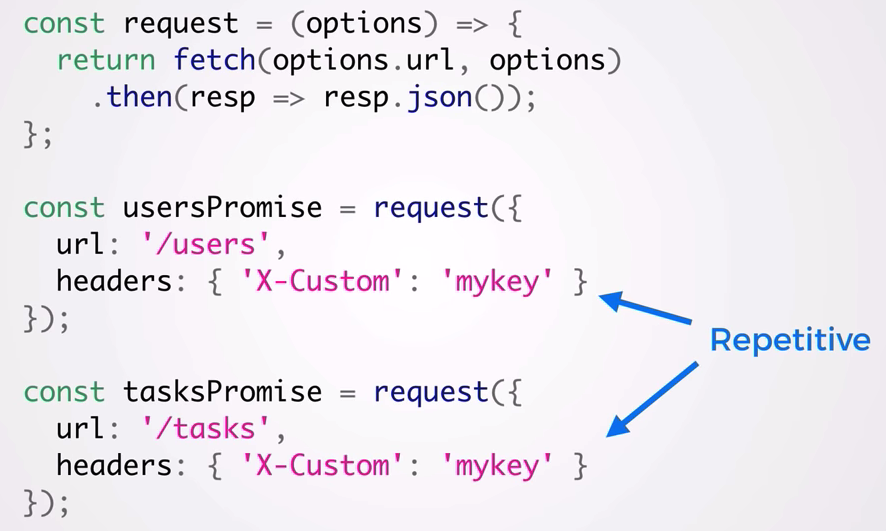 const request = (options) => {
  return fetch(options.url, options)
    .then(resp => resp.json());
};
const usersPromise = request({
  url: '/users',
  headers: { 'X-Custom': 'mykey' }
});
Repetitive
const tasksPromise = request({
  url: '/tasks',
  headers: { 'X-Custom': 'mykey' }
});